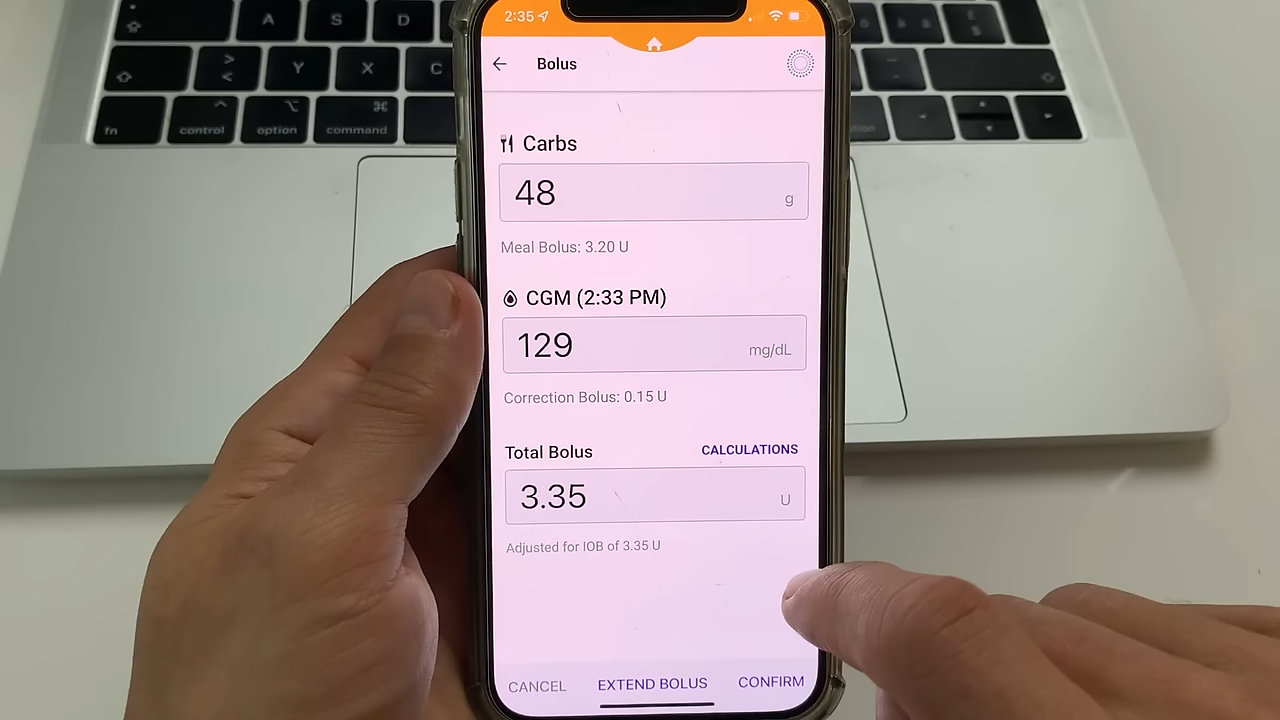 A
S
D
>
<
Y
X
C
fn
control
option
⌘
command
2:35
Bolus
Carbs
48
g
Meal Bolus: 3.20 U
CGM (2:33 PM)
129
mg/dL
Correction Bolus: 0.15 U
Total Bolus
CALCULATIONS
3.35
U
Adjusted for IOB of 3.35 U
CANCEL
EXTEND BOLUS
CONFIRM